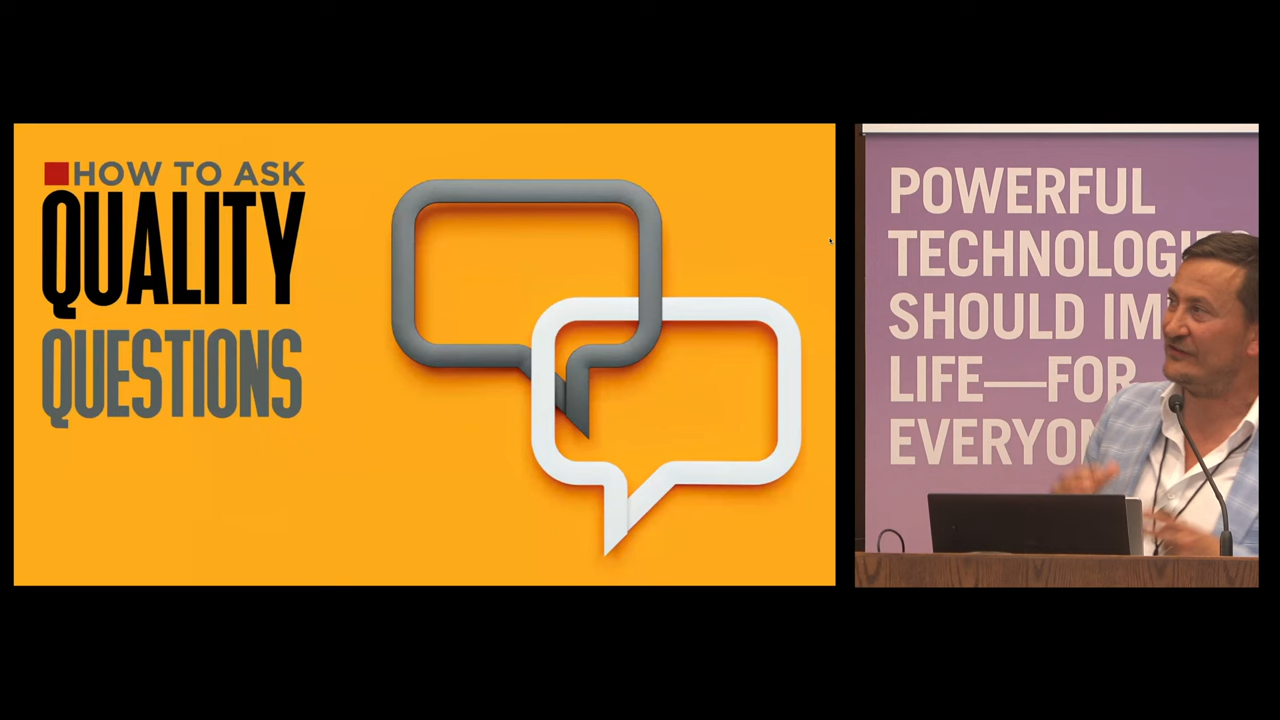 HOW TO ASK
QUALITY
QUESTIONS
POWERFUL
TECHNOLOGI
SHOULD IM
LIFE—FOR
EVERYON